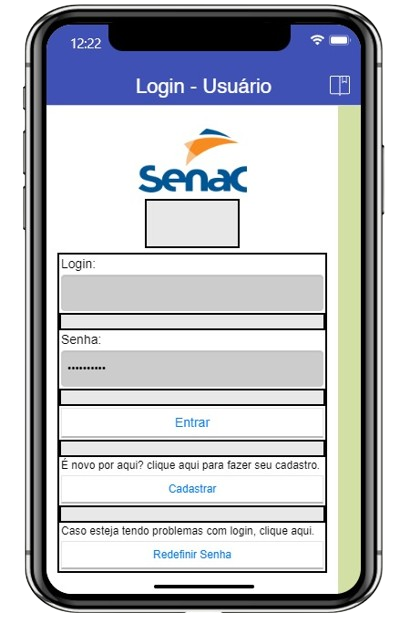 12:22
Login - Usuário
Senac
Login:
Senha:
••••••••••
Entrar
É novo por aqui? clique aqui para fazer seu cadastro.
Cadastrar
Caso esteja tendo problemas com login, clique aqui.
Redefinir Senha